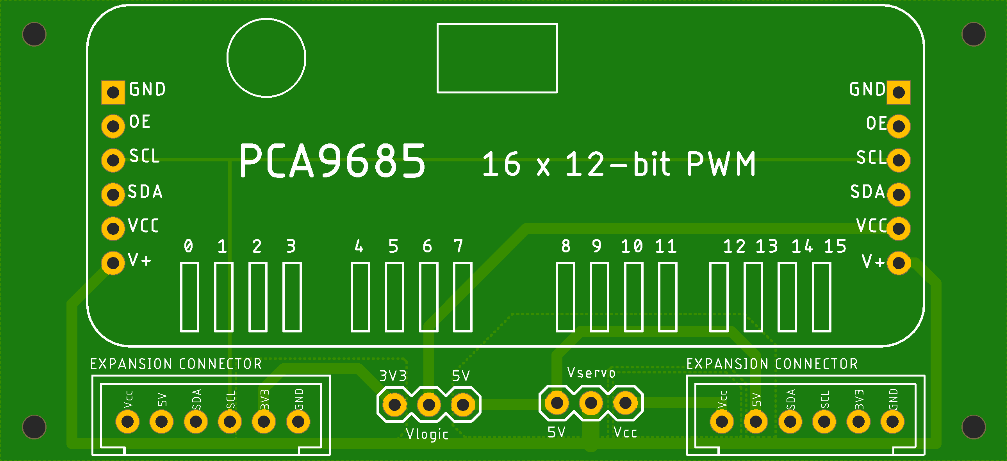 GND GND
OE OE
SCL SCL
PCA9685 16 x 12-bit PWM
SDA SDA
VCC VCC
0 1 2 3 4 5 6 7 8 9 10 11 12 13 14 15
V+ V+
EXPANSION CONNECTOR EXPANSION CONNECTOR
3V3 5V Vservo
Vcc 5V SDA SCL 3V3 GND Vcc 5V SDA SCL 3V3 GND
Vlogic 5V Vcc